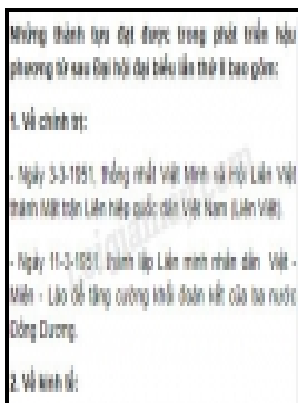 Những thành tựu đạt được trong phát triển hậu
phương từ sau Đại hội đại biểu lần thứ II bao gồm:
1. Về chính trị:
- Ngày 3-3-1951, thống nhất Việt Minh và Hội Liên Việt
thành Mặt trận Liên hiệp quốc dân Việt Nam (Liên Việt).
- Ngày 11-3-1951, thành lập Liên minh nhân dân Việt -
Miên - Lào để tăng cường khối đoàn kết của ba nước
Đông Dương.
2. Về kinh tế: